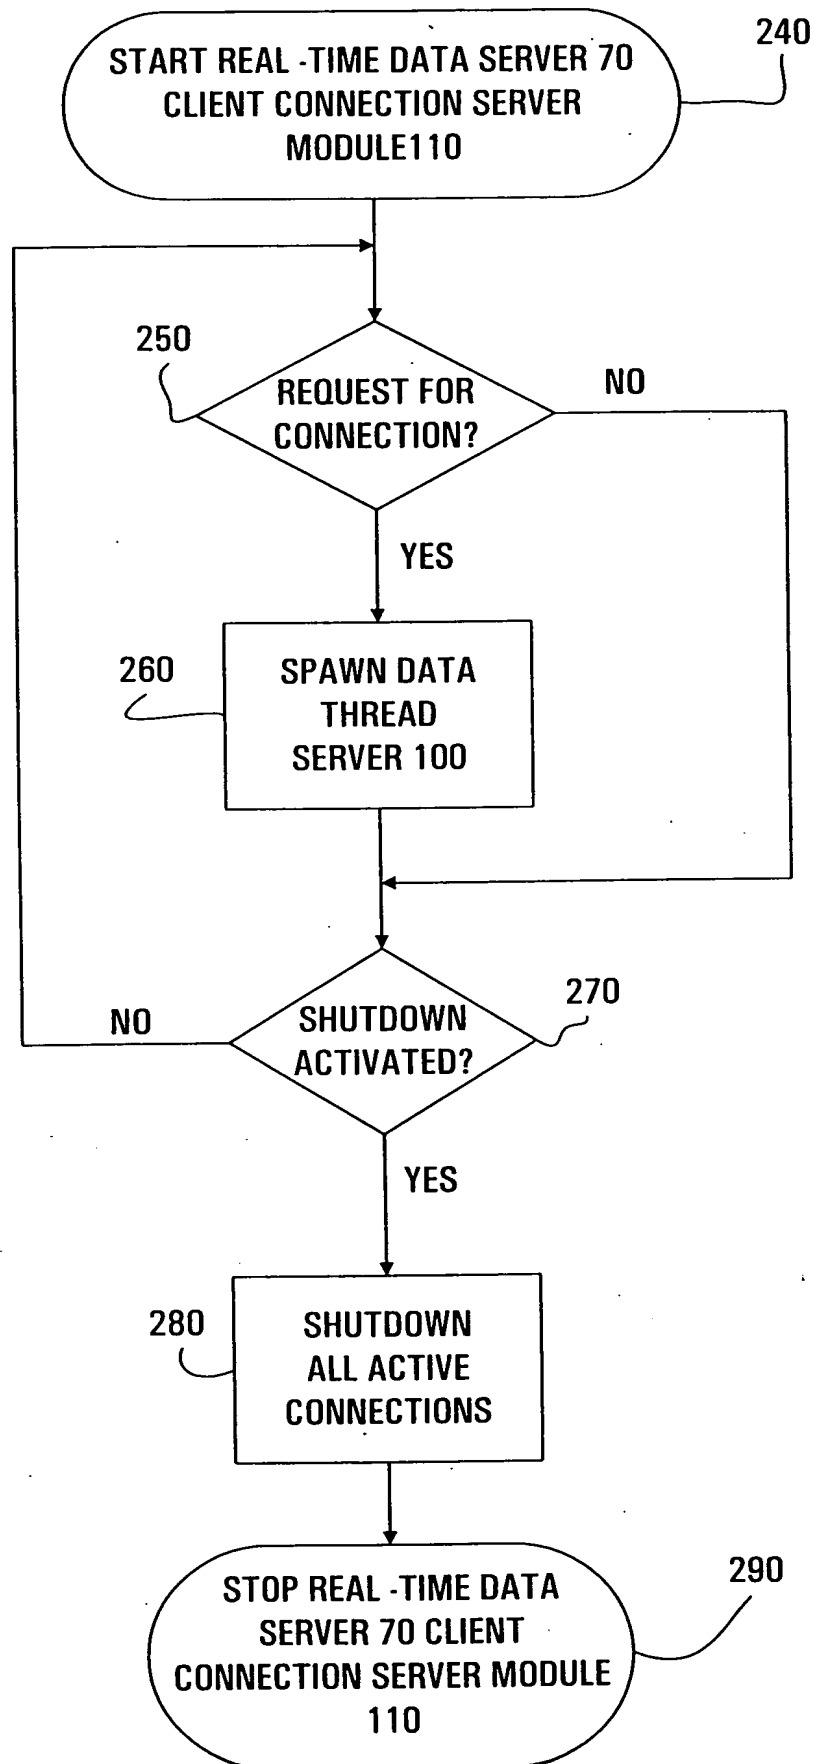 240
START REAL -TIME DATA SERVER 70
CLIENT CONNECTION SERVER
MODULE110
250
REQUEST FOR
CONNECTION?
NO
YES
260
SPAWN DATA
THREAD
SERVER 100
270
NO
SHUTDOWN
ACTIVATED?
YES
280
SHUTDOWN
ALL ACTIVE
CONNECTIONS
290
STOP REAL -TIME DATA
SERVER 70 CLIENT
CONNECTION SERVER MODULE
110